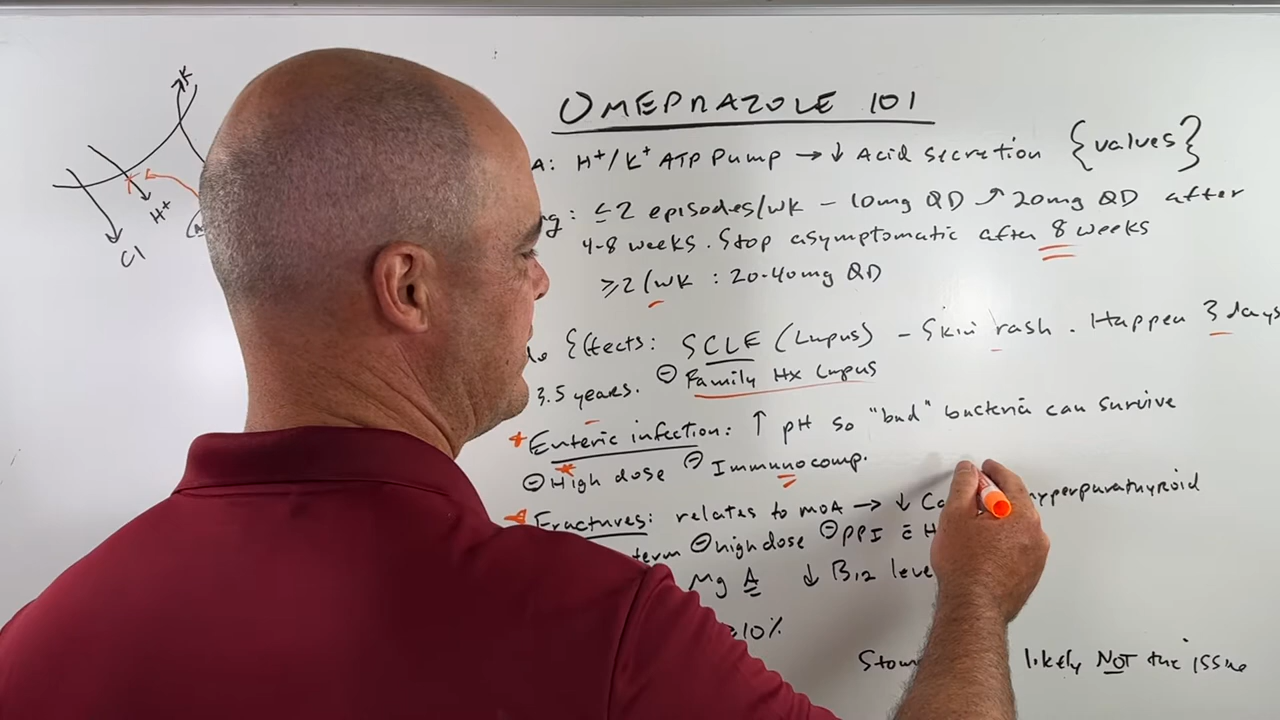 OMEPRAZOLE 101
A: H+/K+ ATP Pump → ↓ Acid secretion {values}
g: ≤2 episodes/wk – 10mg QD ↗ 20mg QD after
4-8 weeks. Stop asymptomatic after 8 weeks
≥2/wk : 20-40mg QD
Effects: SCLE (Lupus) – Skin rash. Happen 3 days
3.5 years. ⊖ Family Hx Lupus
Enteric infection: ↑ pH so "bad" bacteria can survive
⊖ High dose ⊖ Immunocomp.
Fractures: relates to MOA → ↓ Ca hyperparathyroid
term ⊖ high dose ⊖ PPI c̄ H
Mg A ↓ B12 leve
10%
likely NOT the issue
K
H+
Cl